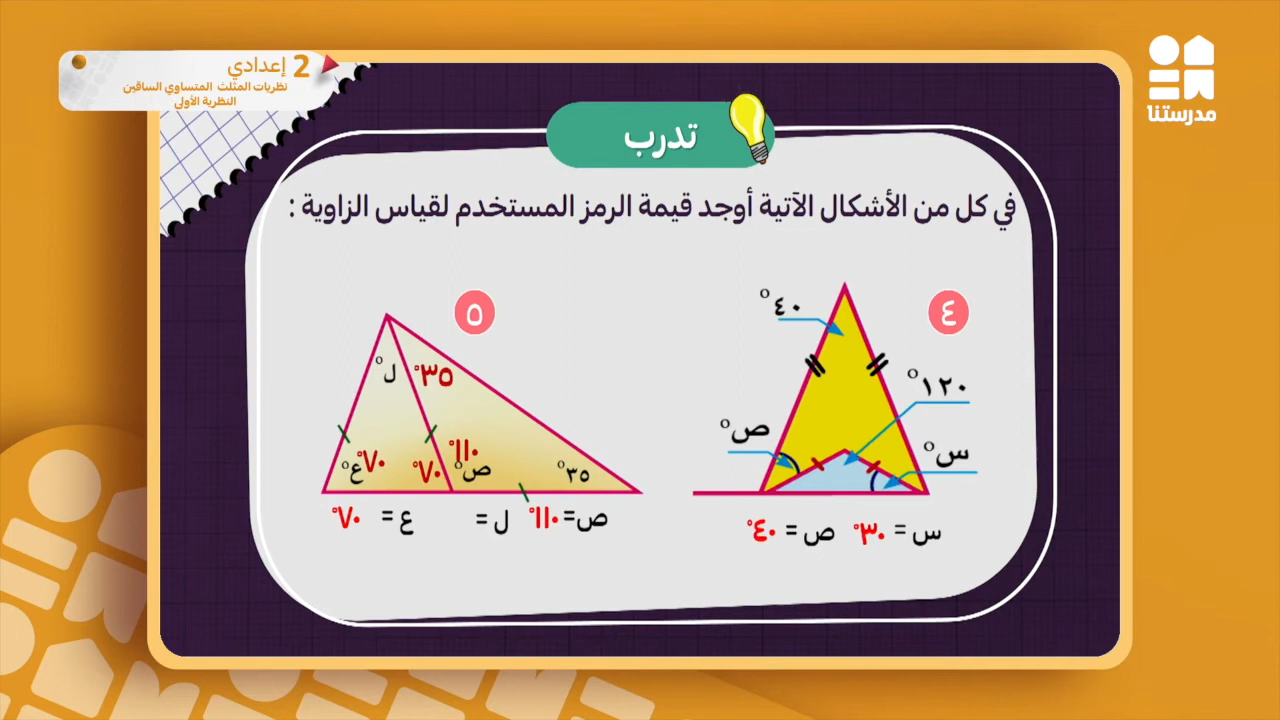 2 إعدادي
نظريات المثلث المتساوي الساقين
النظرية الأولى
مدرستنا
تدرب
في كل من الأشكال الآتية أوجد قيمة الرمز المستخدم لقياس الزاوية :
٤
٤٠°
١٢٠°
ص°
س°
س = ٣٠° ص = ٤٠°
٥
ل° ٣٥°
ع° ٧٠° ٧٠° ١١٠° ص° ٣٥°
ص = ١١٠° ل = ع = ٧٠°